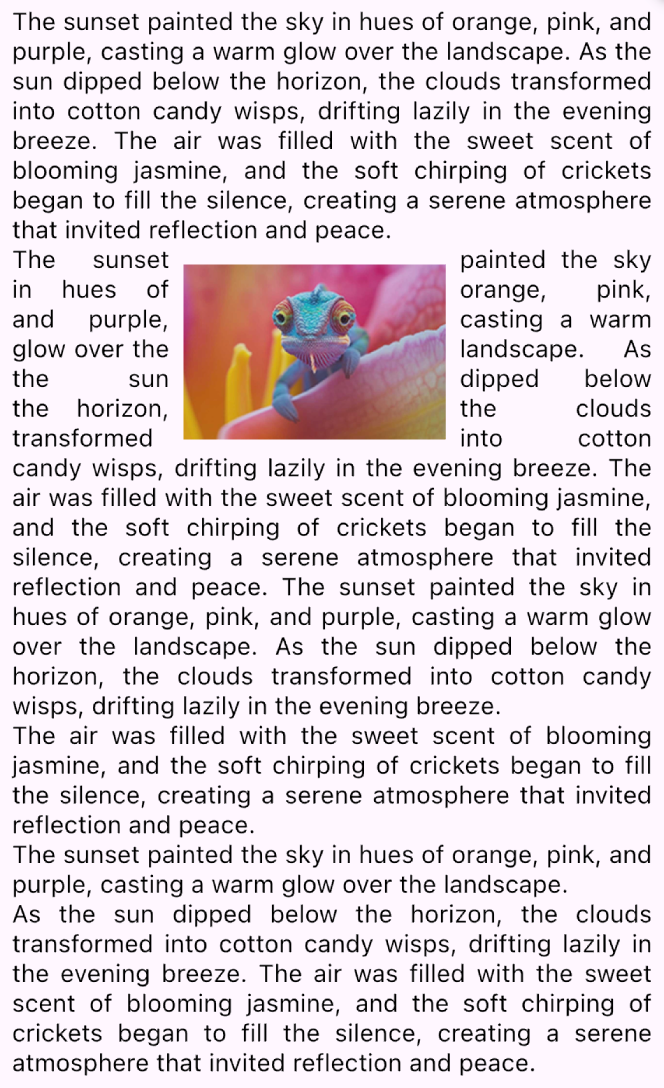 The sunset painted the sky in hues of orange, pink, and
purple, casting a warm glow over the landscape. As the
sun dipped below the horizon, the clouds transformed
into cotton candy wisps, drifting lazily in the evening
breeze. The air was filled with the sweet scent of
blooming jasmine, and the soft chirping of crickets
began to fill the silence, creating a serene atmosphere
that invited reflection and peace.
The sunset painted the sky
in hues of orange, pink,
and purple, casting a warm
glow over the landscape. As
the sun dipped below
the horizon, the clouds
transformed into cotton
candy wisps, drifting lazily in the evening breeze. The
air was filled with the sweet scent of blooming jasmine,
and the soft chirping of crickets began to fill the
silence, creating a serene atmosphere that invited
reflection and peace. The sunset painted the sky in
hues of orange, pink, and purple, casting a warm glow
over the landscape. As the sun dipped below the
horizon, the clouds transformed into cotton candy
wisps, drifting lazily in the evening breeze.
The air was filled with the sweet scent of blooming
jasmine, and the soft chirping of crickets began to fill
the silence, creating a serene atmosphere that invited
reflection and peace.
The sunset painted the sky in hues of orange, pink, and
purple, casting a warm glow over the landscape.
As the sun dipped below the horizon, the clouds
transformed into cotton candy wisps, drifting lazily in
the evening breeze. The air was filled with the sweet
scent of blooming jasmine, and the soft chirping of
crickets began to fill the silence, creating a serene
atmosphere that invited reflection and peace.